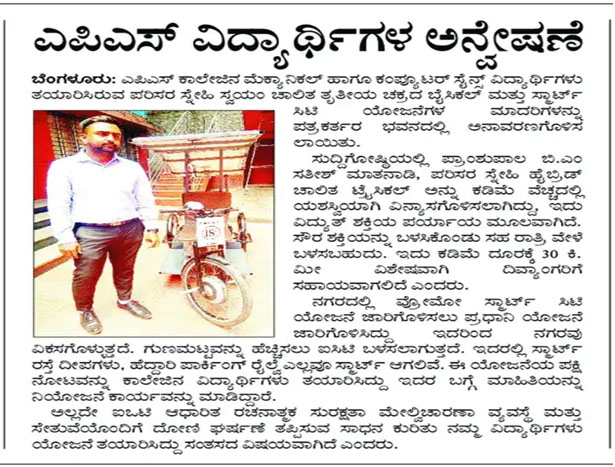 ಎಪಿಎಸ್ ವಿದ್ಯಾರ್ಥಿಗಳ ಅನ್ವೇಷಣೆ
ಬೆಂಗಳೂರು: ಎಪಿಎಸ್ ಕಾಲೇಜಿನ ಮೆಕ್ಯಾನಿಕಲ್ ಹಾಗೂ ಕಂಪ್ಯೂಟರ್ ಸೈನ್ಸ್ ವಿದ್ಯಾರ್ಥಿಗಳು
ತಯಾರಿಸಿರುವ ಪರಿಸರ ಸ್ನೇಹಿ ಸ್ವಯಂ ಚಾಲಿತ ತೃತೀಯ ಚಕ್ರದ ಬೈಸಿಕಲ್ ಮತ್ತು ಸ್ಮಾರ್ಟ್
ಸಿಟಿ ಯೋಜನೆಗಳ ಮಾದರಿಗಳನ್ನು
ಪತ್ರಕರ್ತರ ಭವನದಲ್ಲಿ ಅನಾವರಣಗೊಳಿಸ
ಲಾಯಿತು.
ಸುದ್ದಿಗೋಷ್ಠಿಯಲ್ಲಿ ಪ್ರಾಂಶುಪಾಲ ಬಿ.ಎಂ
ಸತೀಶ್ ಮಾತನಾಡಿ, ಪರಿಸರ ಸ್ನೇಹಿ ಹೈಬ್ರಿಡ್
ಚಾಲಿತ ಟ್ರೈಸಿಕಲ್ ಅನ್ನು ಕಡಿಮೆ ವೆಚ್ಚದಲ್ಲಿ
ಯಶಸ್ವಿಯಾಗಿ ವಿನ್ಯಾಸಗೊಳಿಸಲಾಗಿದ್ದು, ಇದು
ವಿದ್ಯುತ್ ಶಕ್ತಿಯ ಪರ್ಯಾಯ ಮೂಲವಾಗಿದೆ.
ಸೌರ ಶಕ್ತಿಯನ್ನು ಬಳಸಿಕೊಂಡು ಸಹ ರಾತ್ರಿ ವೇಳೆ
ಬಳಸಬಹುದು. ಇದು ಕಡಿಮೆ ದೂರಕ್ಕೆ 30 ಕಿ.
ಮೀ ವಿಶೇಷವಾಗಿ ದಿವ್ಯಾಂಗರಿಗೆ
ಸಹಾಯವಾಗಲಿದೆ ಎಂದರು.
ನಗರದಲ್ಲಿ ಪ್ರೋಮೋ ಸ್ಮಾರ್ಟ್ ಸಿಟಿ
ಯೋಜನೆ ಜಾರಿಗೊಳಿಸಲು ಪ್ರಧಾನಿ ಯೋಜನೆ
ಜಾರಿಗೊಳಿಸಿದ್ದು ಇದರಿಂದ ನಗರವು
ವಿಕಸಗೊಳ್ಳುತ್ತದೆ. ಗುಣಮಟ್ಟವನ್ನು ಹೆಚ್ಚಿಸಲು ಐಸಿಟಿ ಬಳಸಲಾಗುತ್ತದೆ. ಇದರಲ್ಲಿ ಸ್ಮಾರ್ಟ್
ರಸ್ತೆ ದೀಪಗಳು, ಹೆದ್ದಾರಿ ಪಾರ್ಕಿಂಗ್ ರೈಲ್ವೆ ಎಲ್ಲವೂ ಸ್ಮಾರ್ಟ್ ಆಗಲಿವೆ. ಈ ಯೋಜನೆಯ ಪಕ್ಷಿ
ನೋಟವನ್ನು ಕಾಲೇಜಿನ ವಿದ್ಯಾರ್ಥಿಗಳು ತಯಾರಿಸಿದ್ದು ಇದರ ಬಗ್ಗೆ ಮಾಹಿತಿಯನ್ನು
ನಿಯೋಜನೆ ಕಾರ್ಯವನ್ನು ಮಾಡಿದ್ದಾರೆ.
ಅಲ್ಲದೇ ಐಒಟಿ ಆಧಾರಿತ ರಚನಾತ್ಮಕ ಸುರಕ್ಷತಾ ಮೇಲ್ವಿಚಾರಣಾ ವ್ಯವಸ್ಥೆ ಮತ್ತು
ಸೇತುವೆಯೊಂದಿಗೆ ದೋಣಿ ಘರ್ಷಣೆ ತಪ್ಪಿಸುವ ಸಾಧನ ಕುರಿತು ನಮ್ಮ ವಿದ್ಯಾರ್ಥಿಗಳು
ಯೋಜನೆ ತಯಾರಿಸಿದ್ದು ಸಂತಸದ ವಿಷಯವಾಗಿದೆ ಎಂದರು.